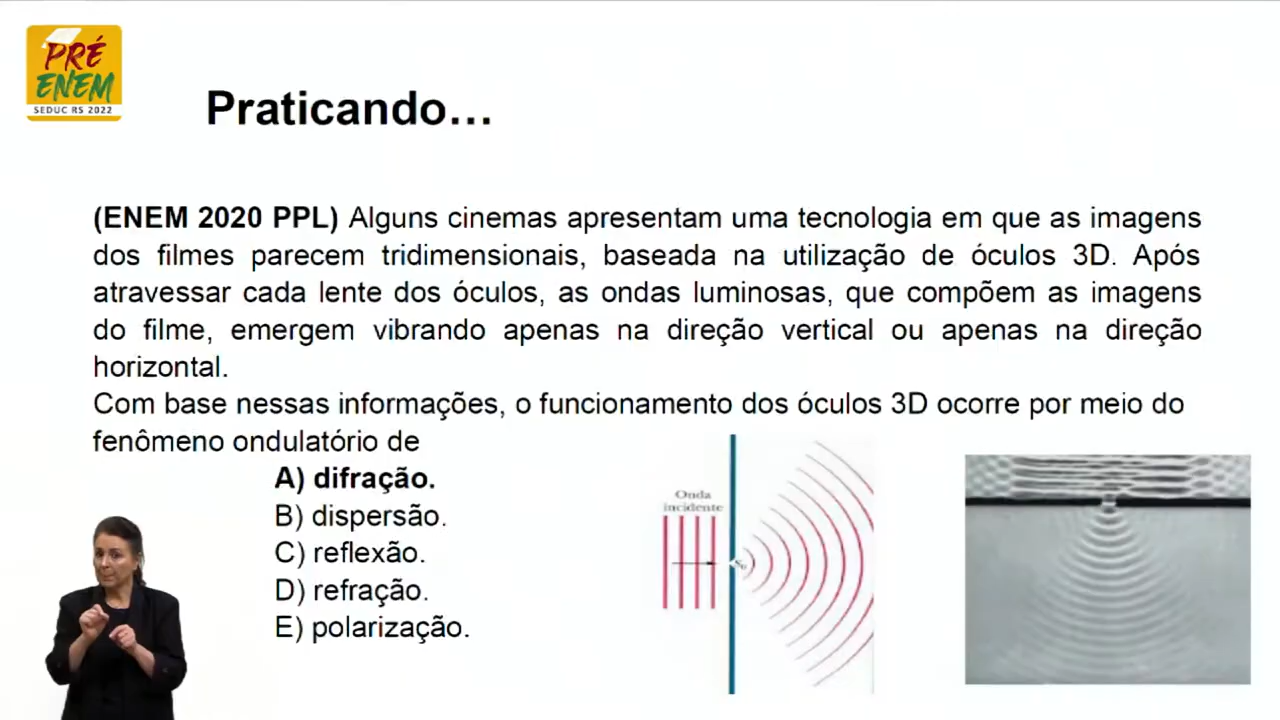 PRÉ
ENEM
SEDUC RS 2022
Praticando...
(ENEM 2020 PPL) Alguns cinemas apresentam uma tecnologia em que as imagens
dos filmes parecem tridimensionais, baseada na utilização de óculos 3D. Após
atravessar cada lente dos óculos, as ondas luminosas, que compõem as imagens
do filme, emergem vibrando apenas na direção vertical ou apenas na direção
horizontal.
Com base nessas informações, o funcionamento dos óculos 3D ocorre por meio do
fenômeno ondulatório de
A) difração.
B) dispersão.
C) reflexão.
D) refração.
E) polarização.
Onda
incidente
S₀